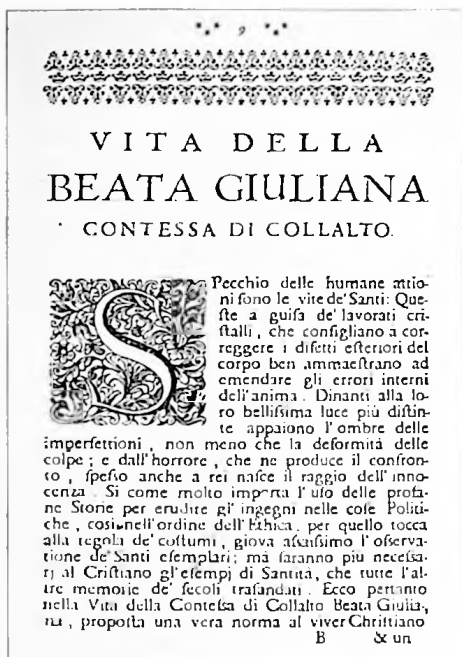 9
VITA DELLA
BEATA GIULIANA
CONTESSA DI COLLALTO.
SPecchio delle humane attio-
ni ſono le vite de' Santi: Que-
ſte a guiſa de' lavorati cri-
ſtalli, che conſigliano a cor-
reggere i difetti eſteriori del
corpo ben ammaeſtrano ad
emendare gli errori interni
dell'anima. Dinanti alla lo-
ro belliſſima luce più diſtin-
te appaiono l'ombre delle
imperfettioni, non meno che la deformità delle
colpe; e dall'horrore, che ne produce il confron-
to, ſpeſſo anche a rei naſce il raggio dell'inno-
cenza. Si come molto importa l'uſo delle profa-
ne Storie per erudire gl'ingegni nelle coſe Politi-
che, cosi nell'ordine dell'Ethica, per quello tocca
alla regola de' coſtumi, giova aſſaiſſimo l'oſſerva-
tione de' Santi eſemplari; mà ſaranno più neceſſa-
rj al Criſtiano gl'eſempj di Santità, che tutte l'al-
tre memorie de' ſecoli traſandati. Ecco pertanto
nella Vita della Conteſſa di Collalto Beata Giulia-
na, propoſta una vera norma al viver Chriſtiano
B & un